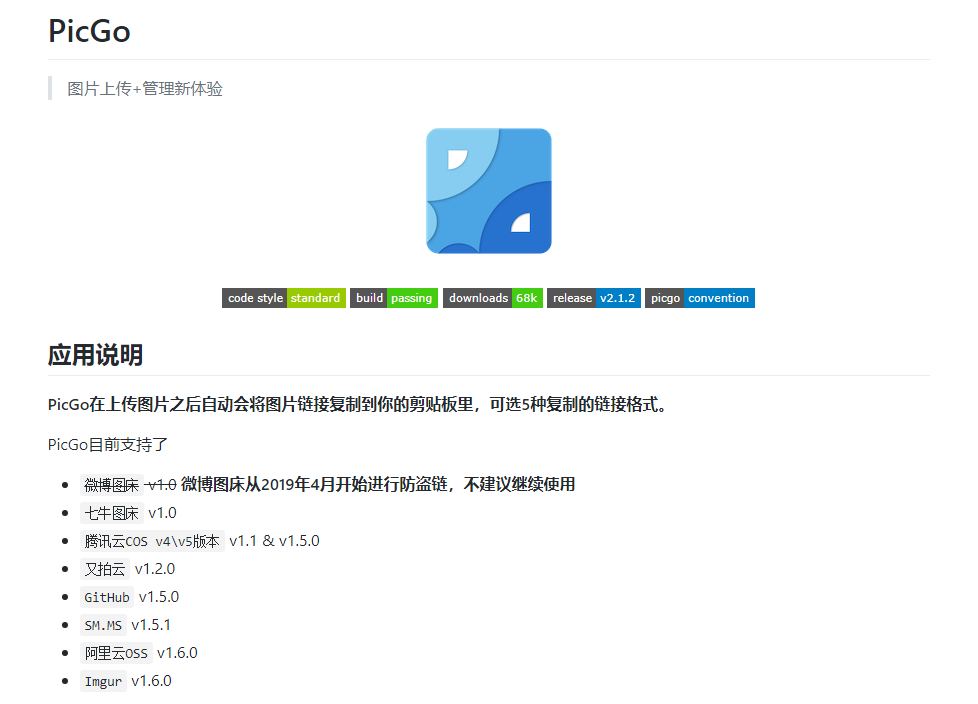 PicGo
图片上传+管理新体验
code style standard build passing downloads 68k release v2.1.2 picgo convention
应用说明
PicGo在上传图片之后自动会将图片链接复制到你的剪贴板里，可选5种复制的链接格式。
PicGo目前支持了
微博图床 v1.0 微博图床从2019年4月开始进行防盗链，不建议继续使用
七牛图床 v1.0
腾讯云COS v4\v5版本 v1.1 & v1.5.0
又拍云 v1.2.0
GitHub v1.5.0
SM.MS v1.5.1
阿里云OSS v1.6.0
Imgur v1.6.0